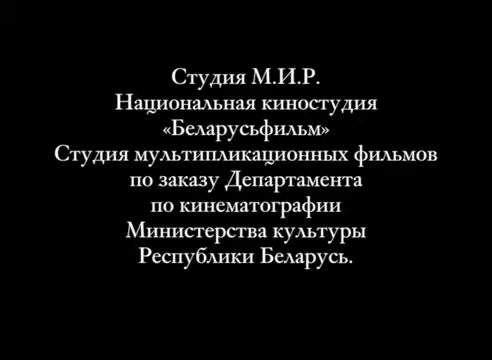 Студия М.И.Р.
Национальная киностудия
«Беларусьфильм»
Студия мультипликационных фильмов
по заказу Департамента
по кинематографии
Министерства культуры
Республики Беларусь.